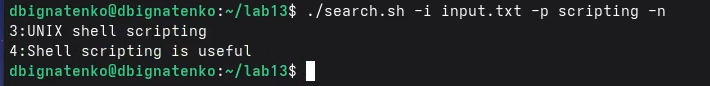 dbignatenko@dbignatenko:~/lab13$ ./search.sh -i input.txt -p scripting -n
3:UNIX shell scripting
4:Shell scripting is useful
dbignatenko@dbignatenko:~/lab13$